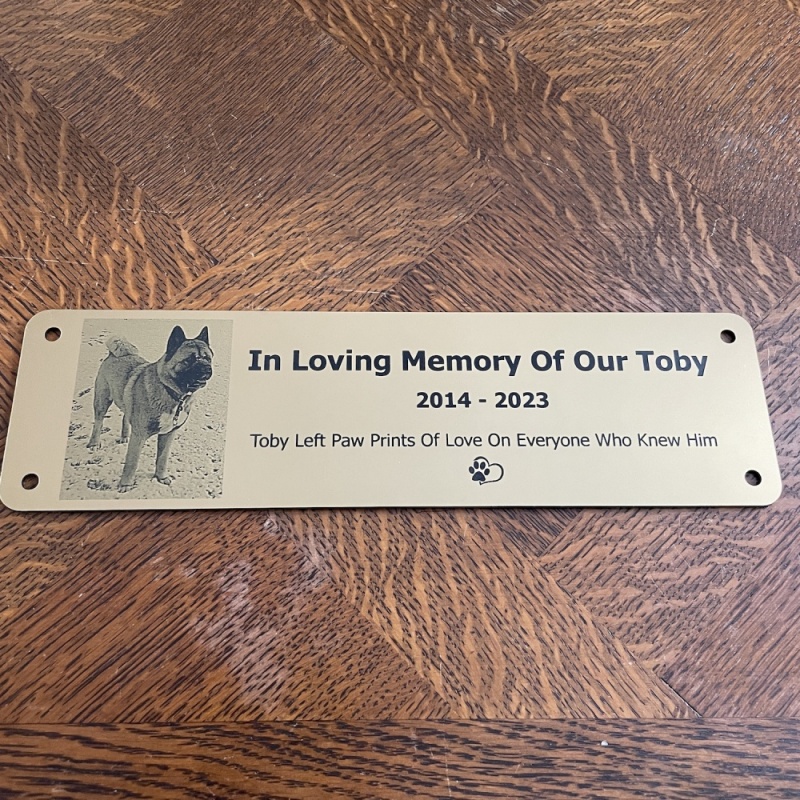 In Loving Memory Of Our Toby
2014 - 2023
Toby Left Paw Prints Of Love On Everyone Who Knew Him